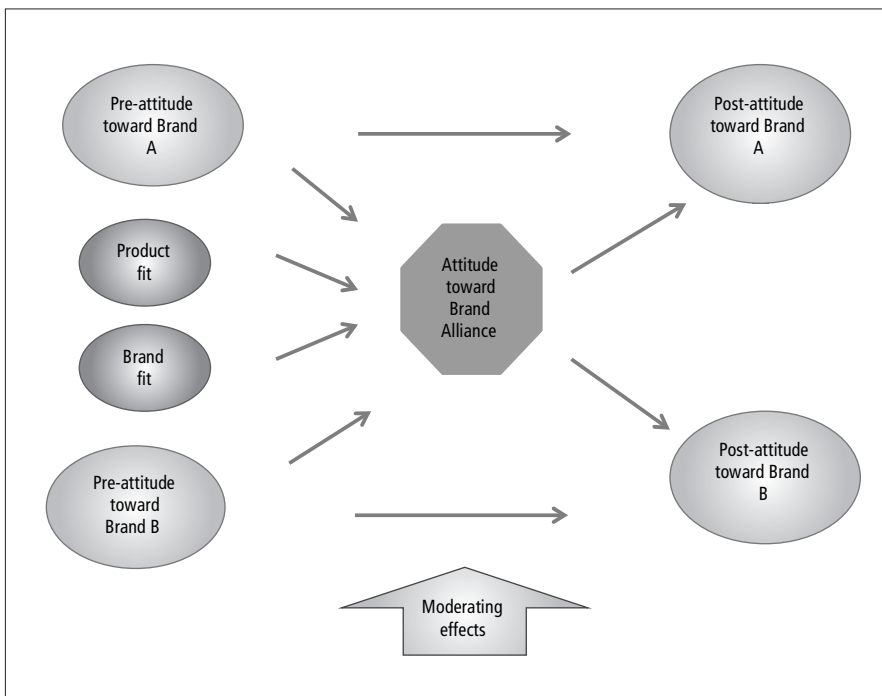 Pre-attitude
toward Brand
A
Post-attitude
toward Brand
A
Product
fit
Attitude
toward
Brand
Alliance
Brand
fit
Pre-attitude
toward
Brand B
Post-attitude
toward Brand
B
Moderating
effects